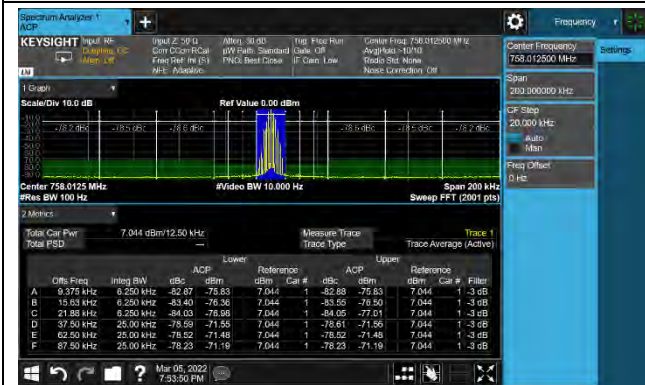 Spectrum Analyzer 1
ACP
Frequency
KEYSIGHT Input: RF
Coupling: DC
Align: Off
Input Z: 50 Ω
Corr CCorr RCal
Freq Ref: Int (S)
NFE: Adaptive
Atten: 30 dB
µW Path: Standard
PNO: Best Close
Trig: Free Run
Gate: Off
IF Gain: Low
Center Freq: 758.012500 MHz
Avg|Hold:>10/10
Radio Std: None
Noise Correction: Off
1 Graph
Scale/Div 10.0 dB
Ref Value 0.00 dBm
-78.2 dBc -78.5 dBc -78.6 dBc -78.6 dBc -78.5 dBc -78.2 dBc
Center 758.0125 MHz
#Video BW 10.000 Hz
Span 200 kHz
#Res BW 100 Hz
Sweep FFT (2001 pts)
2 Metrics
Total Car Pwr 7.044 dBm/12.50 kHz
Measure Trace Trace 1
Total PSD ---
Trace Type Trace Average (Active)
Lower Upper
ACP Reference ACP Reference
Offs Freq Integ BW dBc dBm dBm Car # dBc dBm dBm Car # Filter
A 9.375 kHz 6.250 kHz -82.87 -75.83 7.044 1 -82.88 -75.83 7.044 1 -3 dB
B 15.63 kHz 6.250 kHz -83.40 -76.36 7.044 1 -83.55 -76.50 7.044 1 -3 dB
C 21.88 kHz 6.250 kHz -84.03 -76.98 7.044 1 -84.05 -77.01 7.044 1 -3 dB
D 37.50 kHz 25.00 kHz -78.59 -71.55 7.044 1 -78.61 -71.56 7.044 1 -3 dB
E 62.50 kHz 25.00 kHz -78.52 -71.48 7.044 1 -78.52 -71.48 7.044 1 -3 dB
F 87.50 kHz 25.00 kHz -78.23 -71.19 7.044 1 -78.23 -71.19 7.044 1 -3 dB
Mar 05, 2022
7:53:50 PM
Center Frequency
758.012500 MHz
Settings
Span
200.000000 kHz
CF Step
20.000 kHz
Auto
Man
Freq Offset
0 Hz